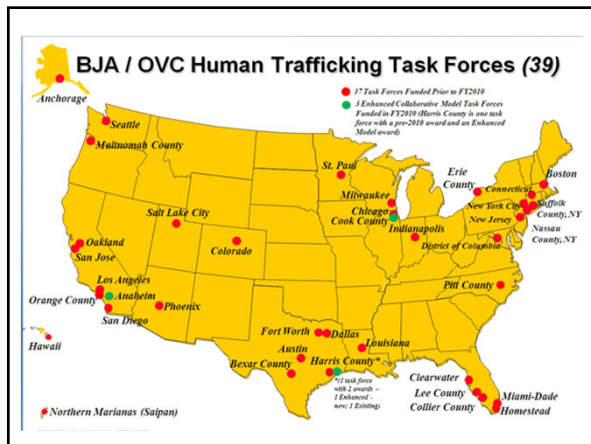 BJA / OVC Human Trafficking Task Forces (39)
37 Task Forces Funded Prior to FY2010
3 Enhanced Collaborative Model Task Forces
Funded in FY2010 (Harris County is one task
force with a pre-2010 award and an Enhanced
Model award)
Anchorage
Seattle
Multnomah County
St. Paul
Milwaukee
Chicago
Cook County
Indianapolis
Erie
County
Boston
Connecticut
New York City
Suffolk
County, NY
New Jersey
Nassau
County, NY
District of Columbia
Salt Lake City
Colorado
Oakland
San Jose
Los Angeles
Orange County
Anaheim
San Diego
Phoenix
Pitt County
Fort Worth
Dallas
Louisiana
Austin
Harris County*
Bexar County
*(1 task force
with 2 awards –
1 Enhanced -
new; 1 Existing)
Clearwater
Lee County
Collier County
Miami-Dade
Homestead
Hawaii
Northern Marianas (Saipan)